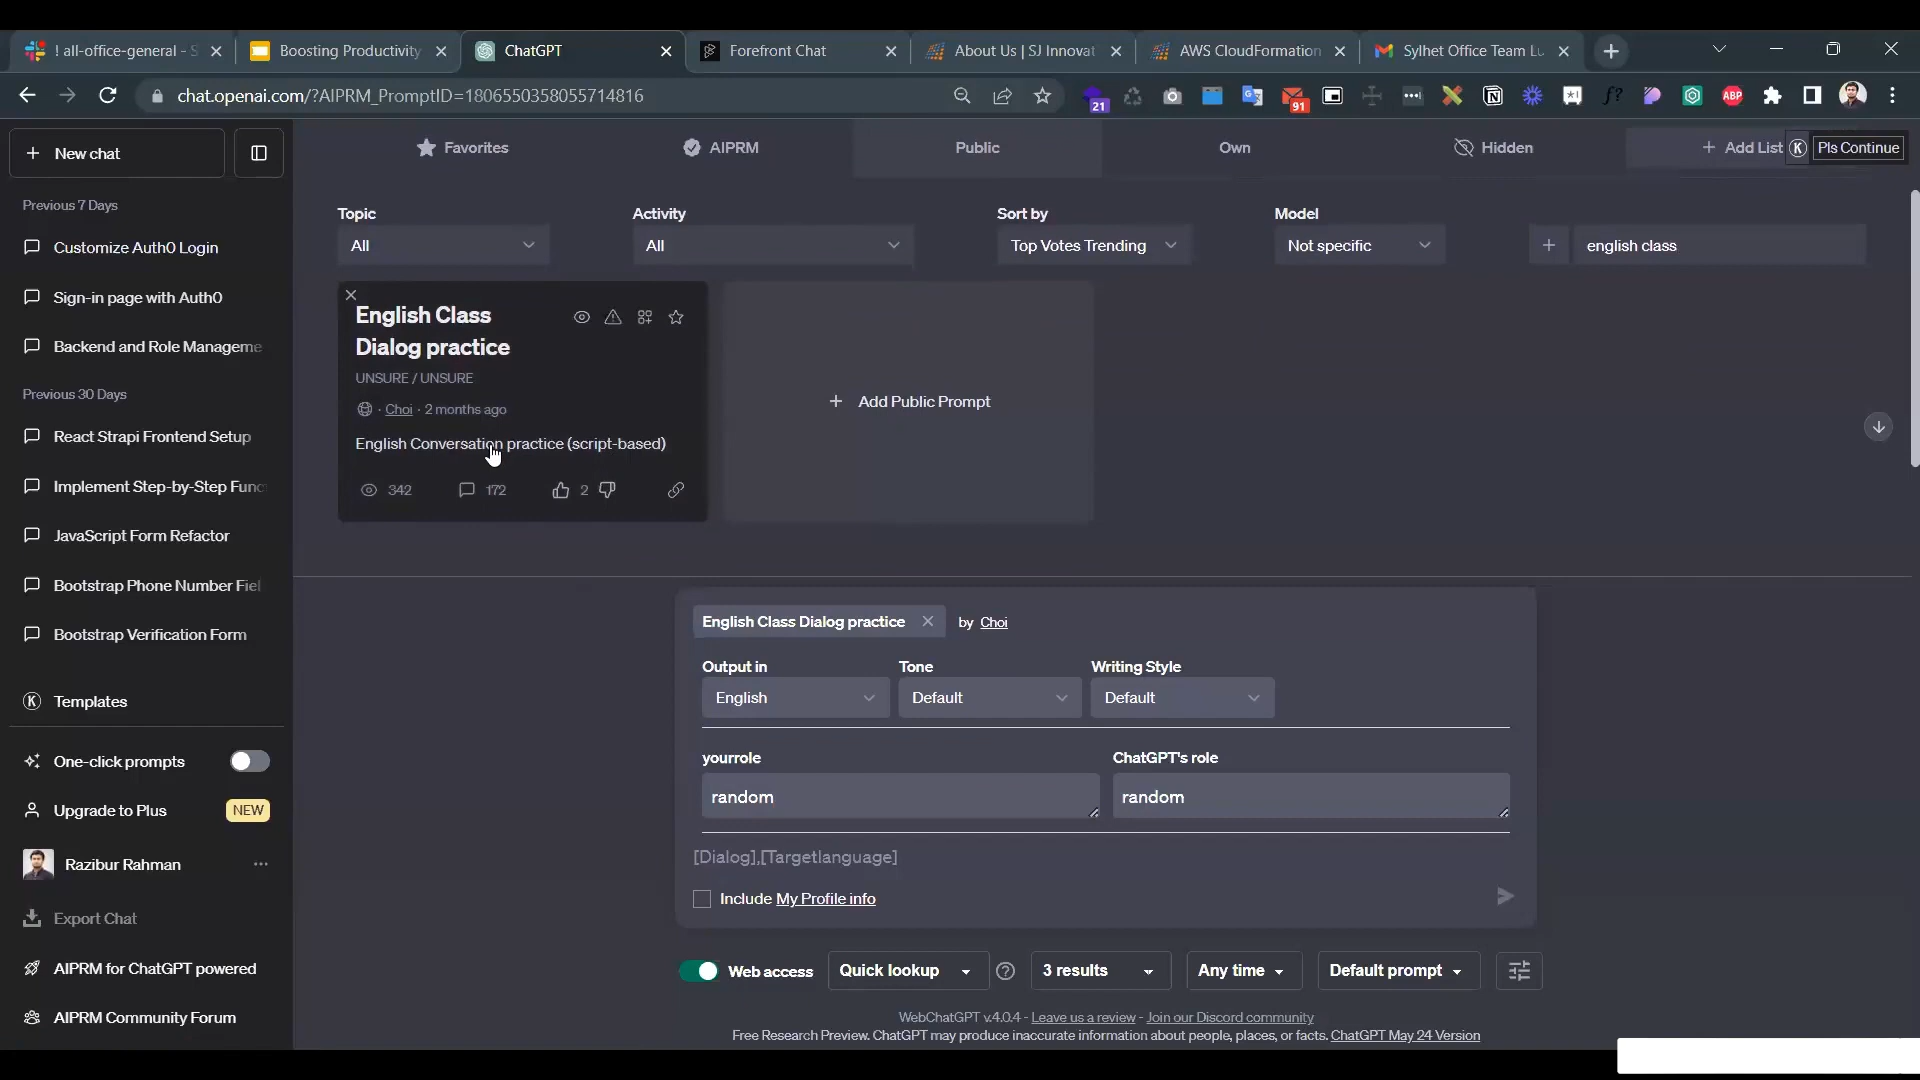 ! all-office-general - S
Boosting Productivity
ChatGPT
Forefront Chat
About Us | SJ Innovat
AWS CloudFormation
Sylhet Office Team Lu
chat.openai.com/?AIPRM_PromptID=1806550358055714816
21
91
ABP
New chat
Favorites
AIPRM
Public
Own
Hidden
+ Add List
K
Pls Continue
Previous 7 Days
Customize Auth0 Login
Sign-in page with Auth0
Backend and Role Manageme
Previous 30 Days
React Strapi Frontend Setup
Implement Step-by-Step Func
JavaScript Form Refactor
Bootstrap Phone Number Fiel
Bootstrap Verification Form
K Templates
One-click prompts
Upgrade to Plus
NEW
Razibur Rahman
Export Chat
AIPRM for ChatGPT powered
AIPRM Community Forum
Topic
All
Activity
All
Sort by
Top Votes Trending
Model
Not specific
+
english class
English Class
Dialog practice
UNSURE / UNSURE
· Choi · 2 months ago
English Conversation practice (script-based)
342
172
2
+ Add Public Prompt
English Class Dialog practice
by Choi
Output in
English
Tone
Default
Writing Style
Default
yourrole
random
ChatGPT's role
random
[Dialog],[Targetlanguage]
Include My Profile info
Web access
Quick lookup
3 results
Any time
Default prompt
WebChatGPT v.4.0.4 - Leave us a review - Join our Discord community
Free Research Preview. ChatGPT may produce inaccurate information about people, places, or facts. ChatGPT May 24 Version